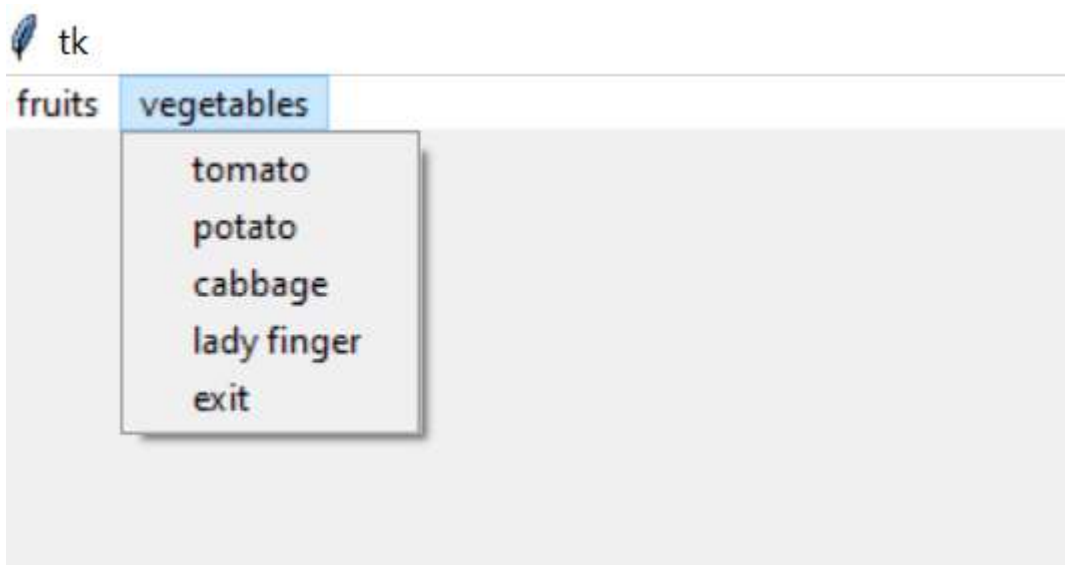 tk
fruits vegetables
tomato
potato
cabbage
lady finger
exit